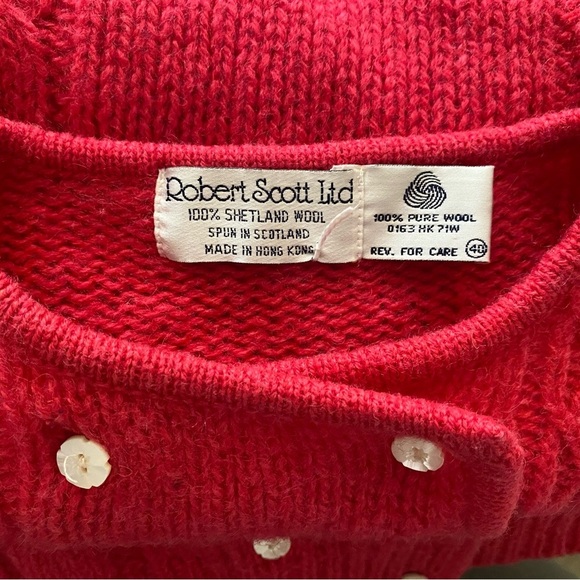 Robert Scott Ltd
100% SHETLAND WOOL
SPUN IN SCOTLAND
MADE IN HONG KONG
100% PURE WOOL
0163 HK 71W
REV. FOR CARE 40